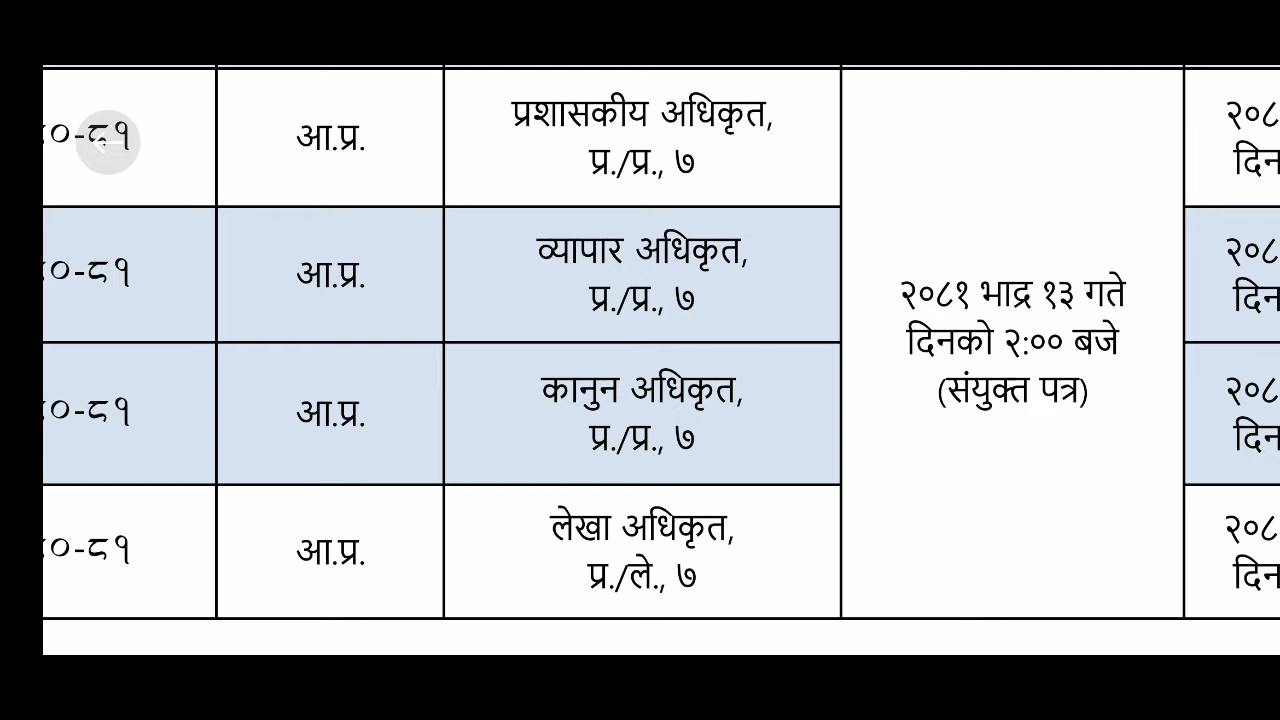 ०-८१
आ.प्र.
प्रशासकीय अधिकृत,
प्र./प्र., ७
०-८१
आ.प्र.
व्यापार अधिकृत,
प्र./प्र., ७
०-८१
आ.प्र.
कानुन अधिकृत,
प्र./प्र., ७
०-८१
आ.प्र.
लेखा अधिकृत,
प्र./ले., ७
२०८१ भाद्र १३ गते
दिनको २:०० बजे
(संयुक्त पत्र)
२०८
दिन
२०८
दिन
२०८
दिन
२०८
दिन